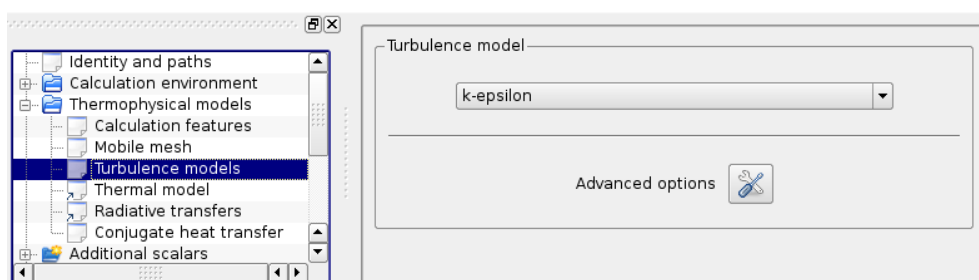 Identity and paths
Calculation environment
Thermophysical models
Calculation features
Mobile mesh
Turbulence models
Thermal model
Radiative transfers
Conjugate heat transfer
Additional scalars
Turbulence model
k-epsilon
Advanced options